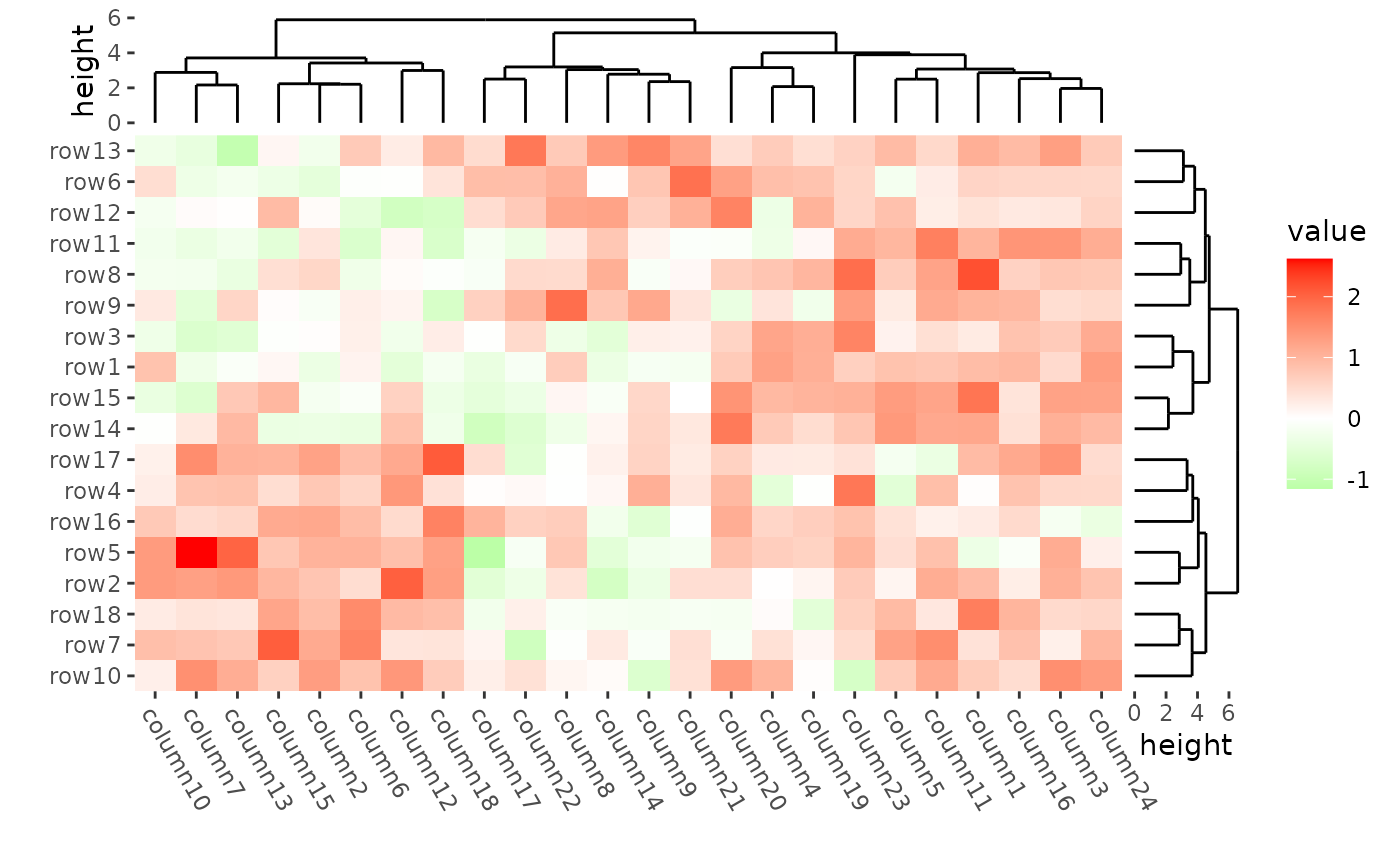 height
6
4
2
0
row13
row6
row12
row11
row8
row9
row3
row1
row15
row14
row17
row4
row16
row5
row2
row18
row7
row10
column10
column7
column13
column15
column2
column6
column12
column18
column17
column22
column8
column14
column9
column21
column20
column4
column19
column23
column5
column11
column1
column16
column3
column24
0 2 4 6
height
value
2
1
0
-1